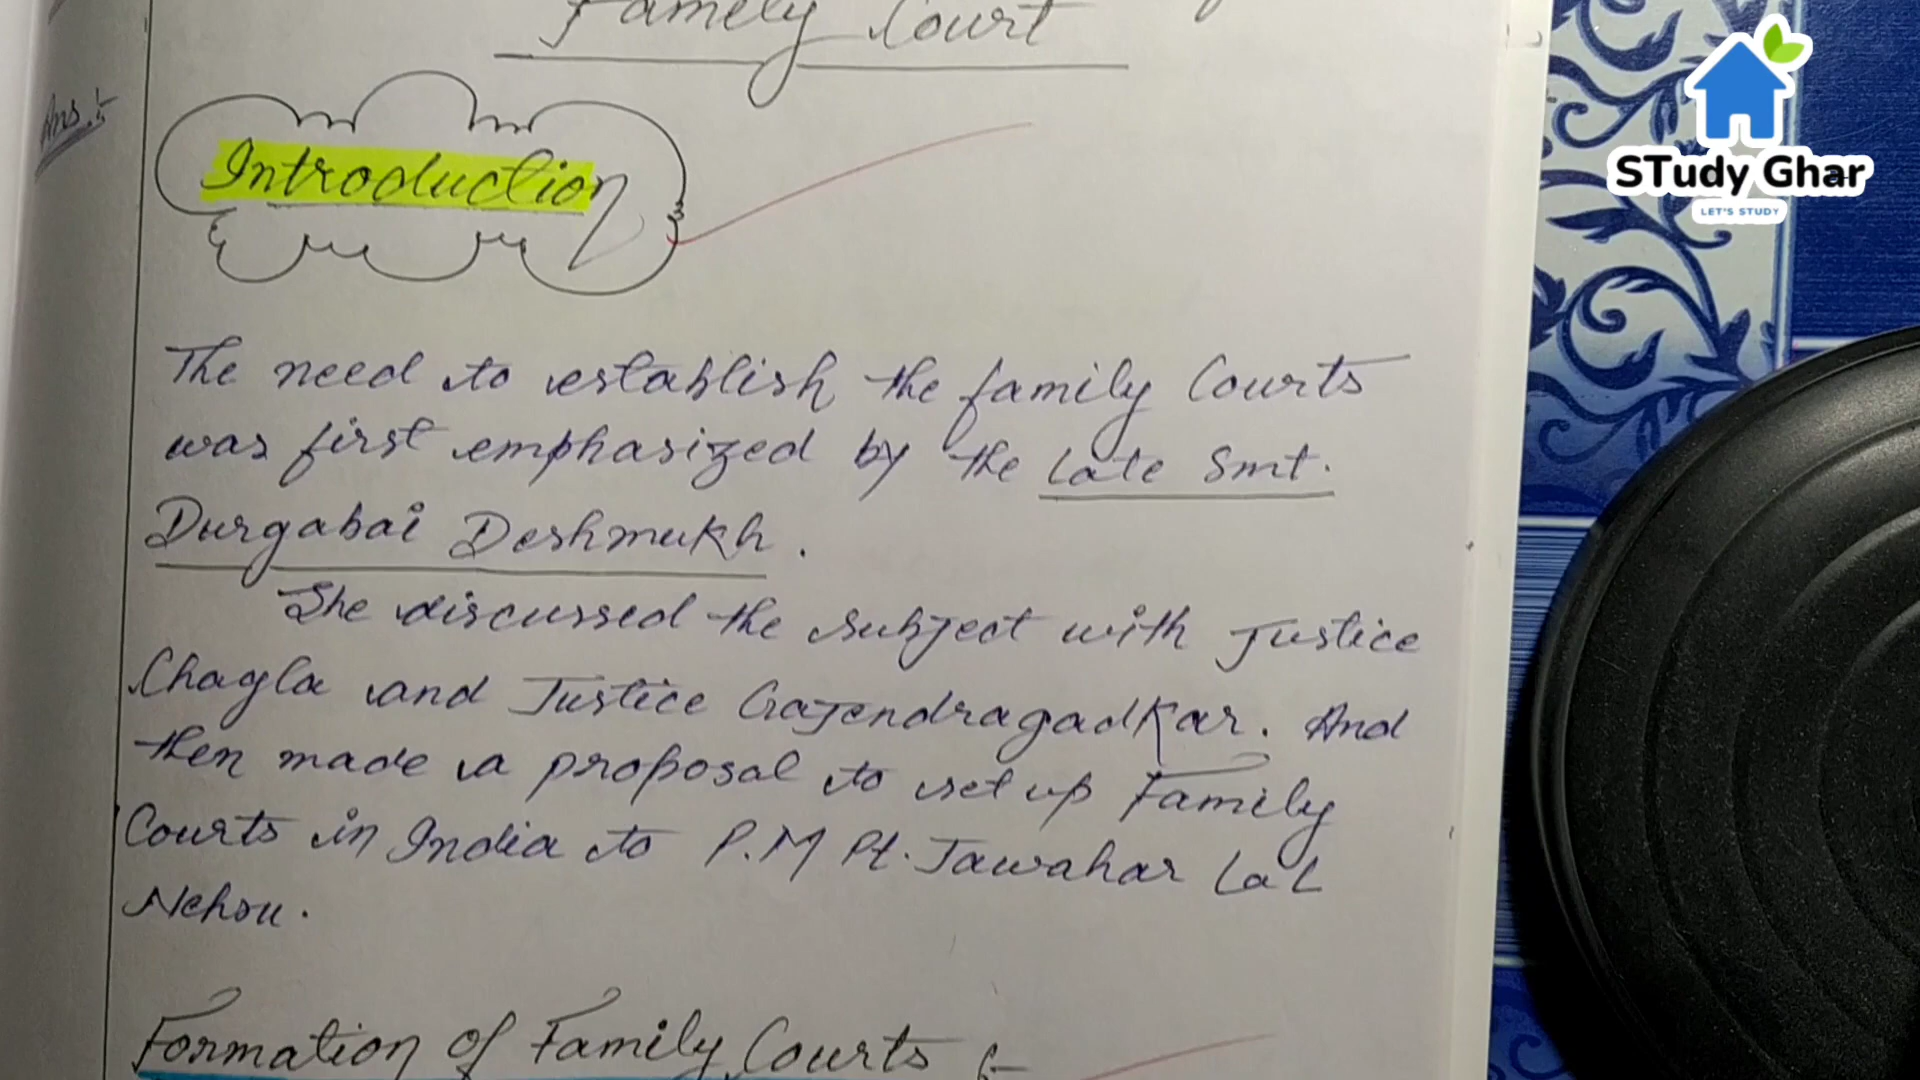 Family Court
Ans.:-
Introduction
The need to establish the family Courts
was first emphasized by the Late Smt.
Durgabai Deshmukh.
She discussed the subject with Justice
Chagla and Justice Gajendragadkar. And
then made a proposal to set up Family
Courts in India to P.M Pt. Jawahar Lal
Nehru.
Formation of Family Courts :-
STudy Ghar
LET'S STUDY